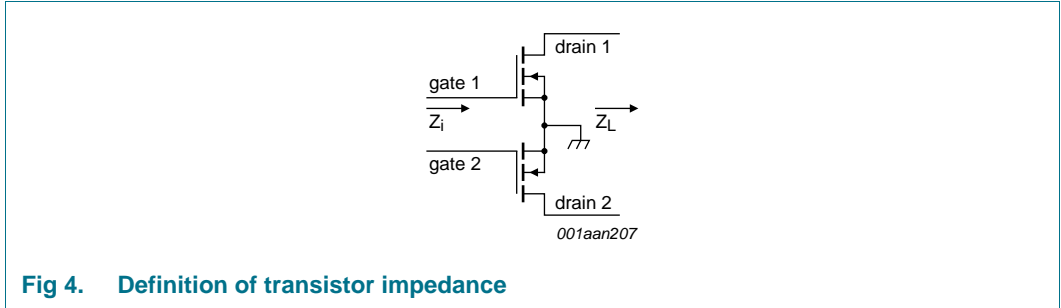 drain 1
gate 1
Zi
ZL
gate 2
drain 2
001aan207
Fig 4. Definition of transistor impedance